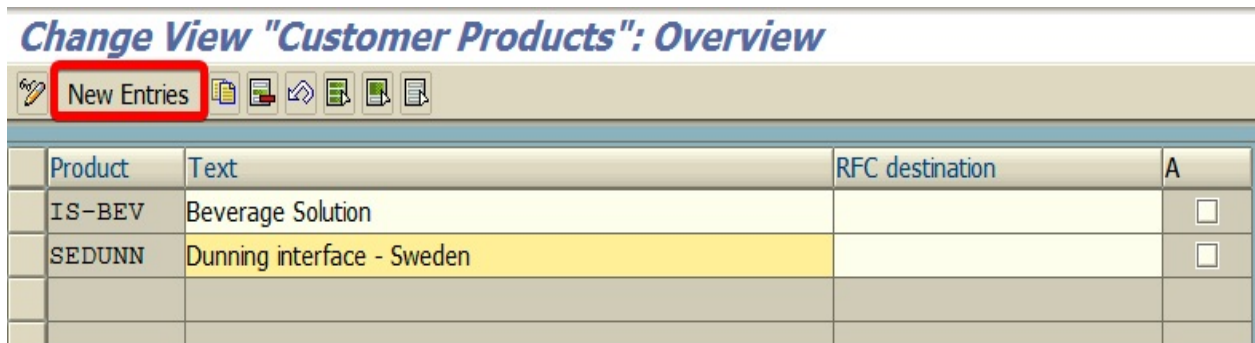 Change View "Customer Products": Overview
New Entries
Product Text RFC destination A
IS-BEV Beverage Solution
SEDUNN Dunning interface - Sweden